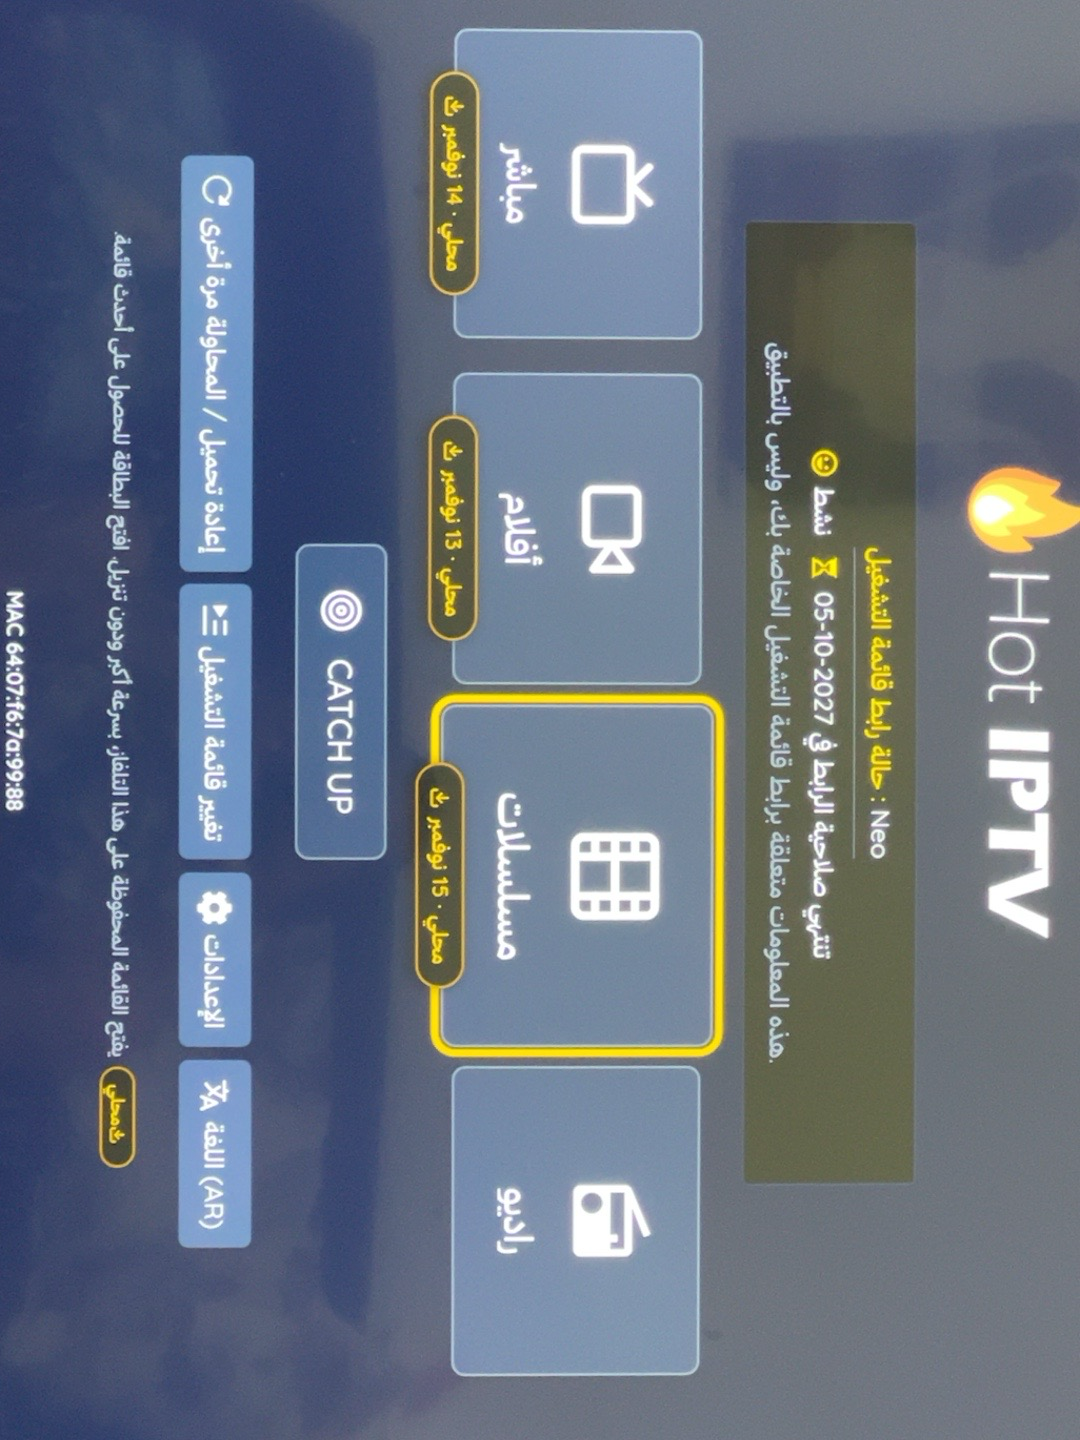 Hot IPTV
حالة رابط قائمة التشغيل : Neo
نشط تنتهي صلاحية الرابط في 2027-10-05
هذه المعلومات متعلقة برابط قائمة التشغيل الخاصة بك، وليس بالتطبيق.
مباشر
محلي · 14 نوفمبر
أفلام
محلي · 13 نوفمبر
مسلسلات
محلي · 15 نوفمبر
راديو
CATCH UP
إعادة تحميل / المحاولة مرة أخرى
تغيير قائمة التشغيل
الإعدادات
اللغة (AR)
محلي يفتح القائمة المحفوظة على هذا التلفاز، بسرعة أكبر ودون تنزيل. افتح البطاقة للحصول على أحدث قائمة.
MAC 64:07:f6:7a:99:88